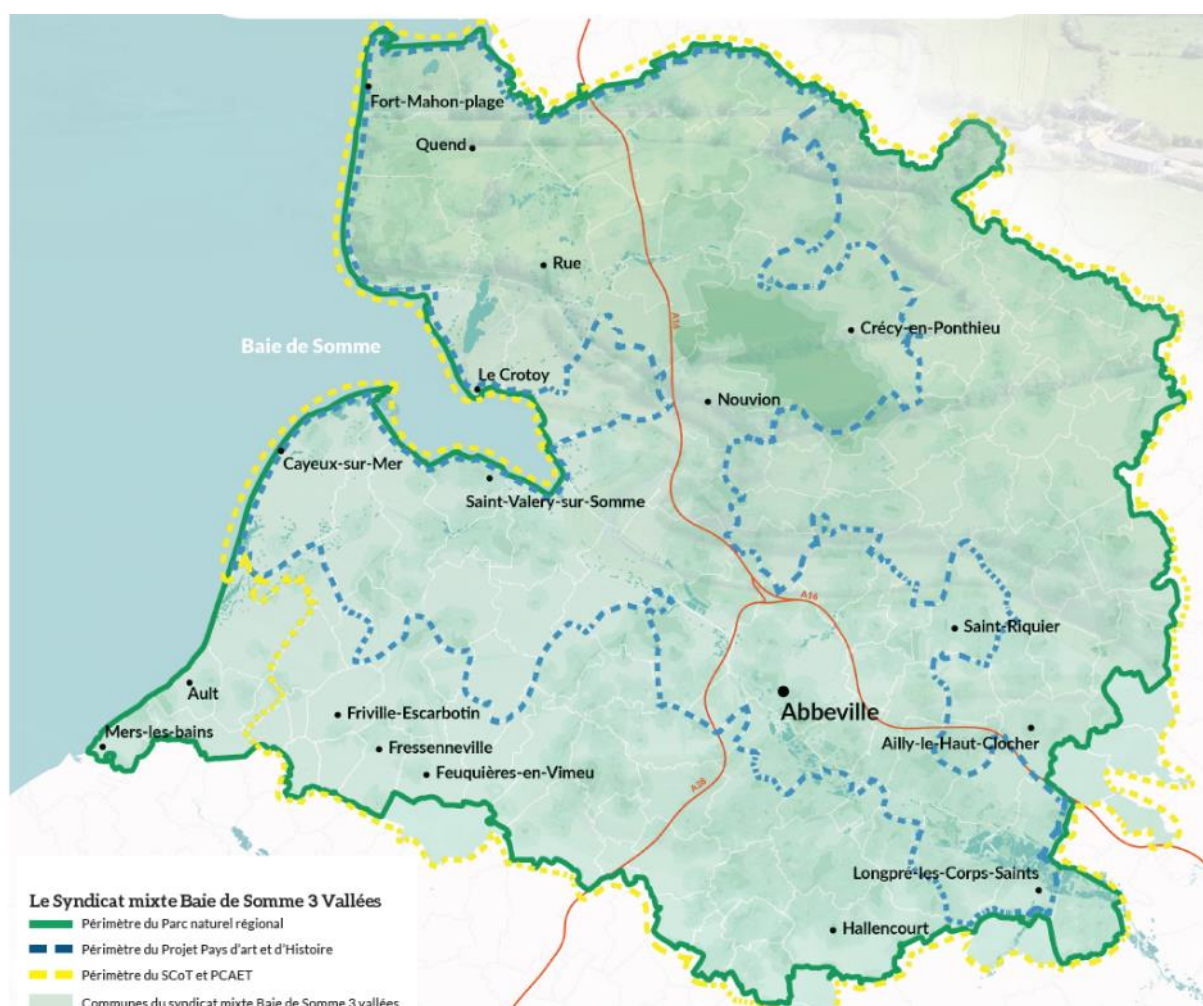 Fort-Mahon-plage
Quend
Rue
A16
Crécy-en-Ponthieu
Baie de Somme
Le Crotoy
Nouvion
Cayeux-sur-Mer
Saint-Valery-sur-Somme
A16
Saint-Riquier
Ault
Abbeville
Friville-Escarbotin
Mers-les-bains
Ailly-le-Haut-Clocher
Fressenneville
Feuquières-en-Vimeu
A28
Longpré-les-Corps-Saints
Hallencourt
Le Syndicat mixte Baie de Somme 3 Vallées
Périmètre du Parc naturel régional
Périmètre du Projet Pays d'art et d'Histoire
Périmètre du SCoT et PCAET
Communes du syndicat mixte Baie de Somme 3 vallées